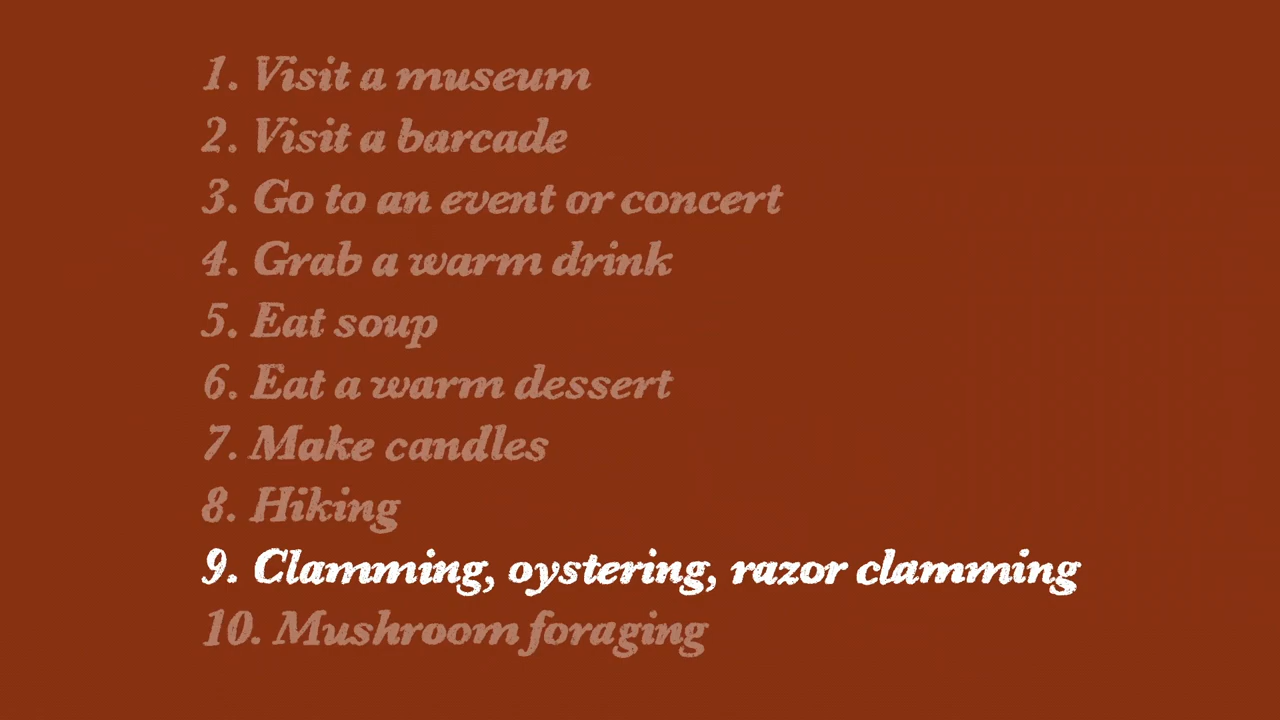 1. Visit a museum
2. Visit a barcade
3. Go to an event or concert
4. Grab a warm drink
5. Eat soup
6. Eat a warm dessert
7. Make candles
8. Hiking
9. Clamming, oystering, razor clamming
10. Mushroom foraging